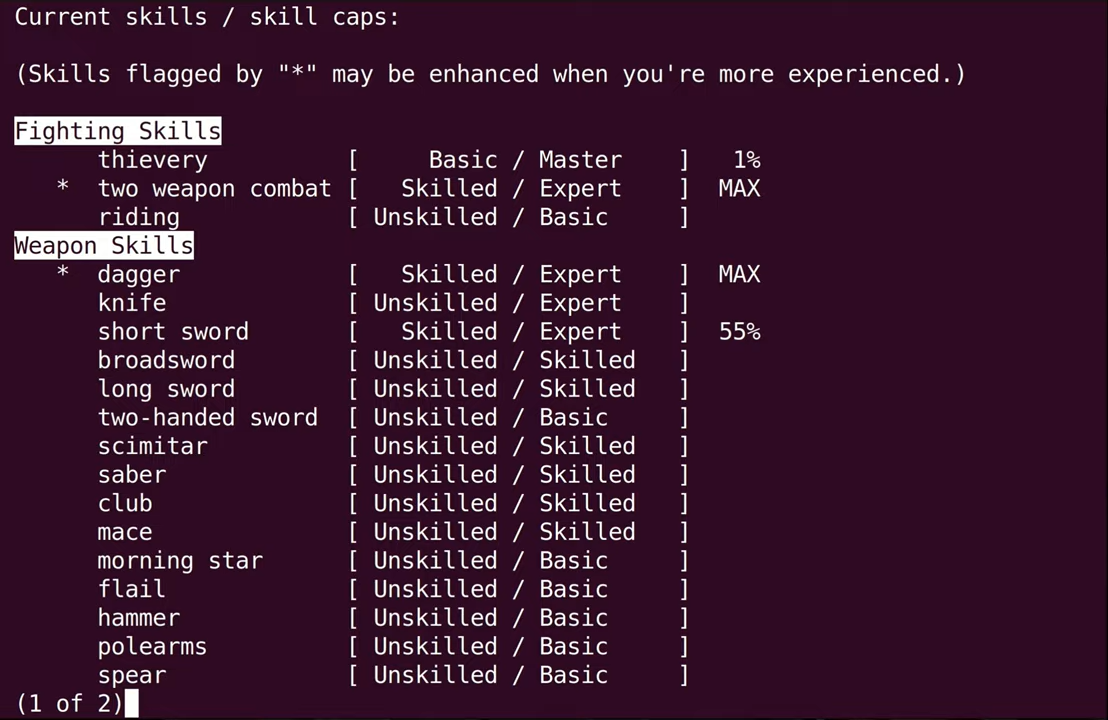 Current skills / skill caps:
(Skills flagged by "*" may be enhanced when you're more experienced.)
Fighting Skills
thievery [ Basic / Master ] 1%
* two weapon combat [ Skilled / Expert ] MAX
riding [ Unskilled / Basic ]
Weapon Skills
* dagger [ Skilled / Expert ] MAX
knife [ Unskilled / Expert ]
short sword [ Skilled / Expert ] 55%
broadsword [ Unskilled / Skilled ]
long sword [ Unskilled / Skilled ]
two-handed sword [ Unskilled / Basic ]
scimitar [ Unskilled / Skilled ]
saber [ Unskilled / Skilled ]
club [ Unskilled / Skilled ]
mace [ Unskilled / Skilled ]
morning star [ Unskilled / Basic ]
flail [ Unskilled / Basic ]
hammer [ Unskilled / Basic ]
polearms [ Unskilled / Basic ]
spear [ Unskilled / Basic ]
(1 of 2)